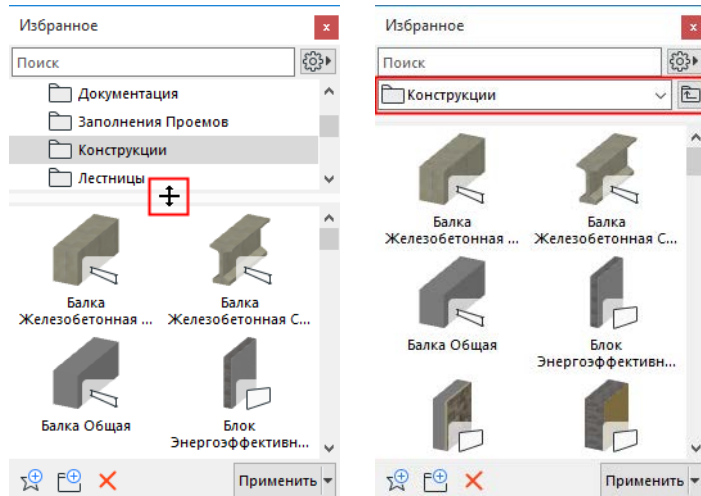 Избранное
x
Поиск
Документация
Заполнения Проемов
Конструкции
Лестницы
Балка
Железобетонная ...
Балка
Железобетонная С...
Балка Общая
Блок
Энергоэффективн...
Применить
Избранное
x
Поиск
Конструкции
Балка
Железобетонная ...
Балка
Железобетонная С...
Балка Общая
Блок
Энергоэффективн...
Применить